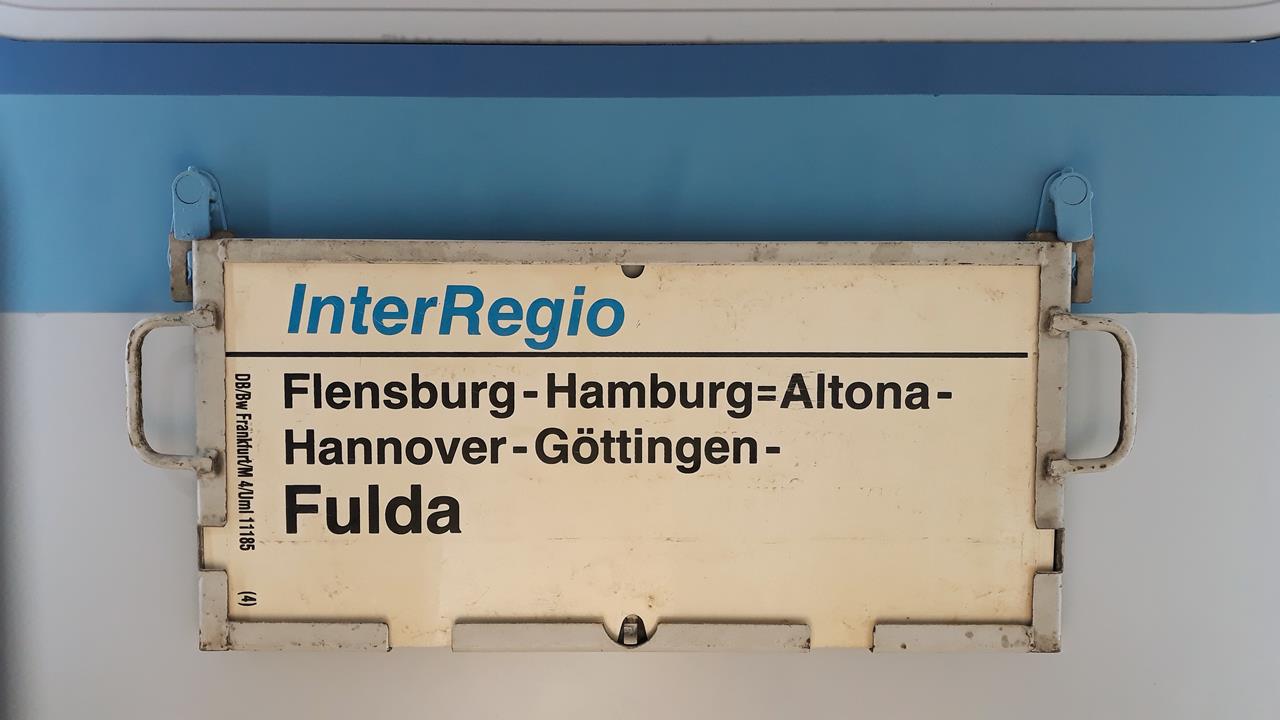 InterRegio
Flensburg-Hamburg=Altona-
Hannover-Göttingen-
Fulda
DB/Bw Frankfurt/M 4/Uml 11185 (4)